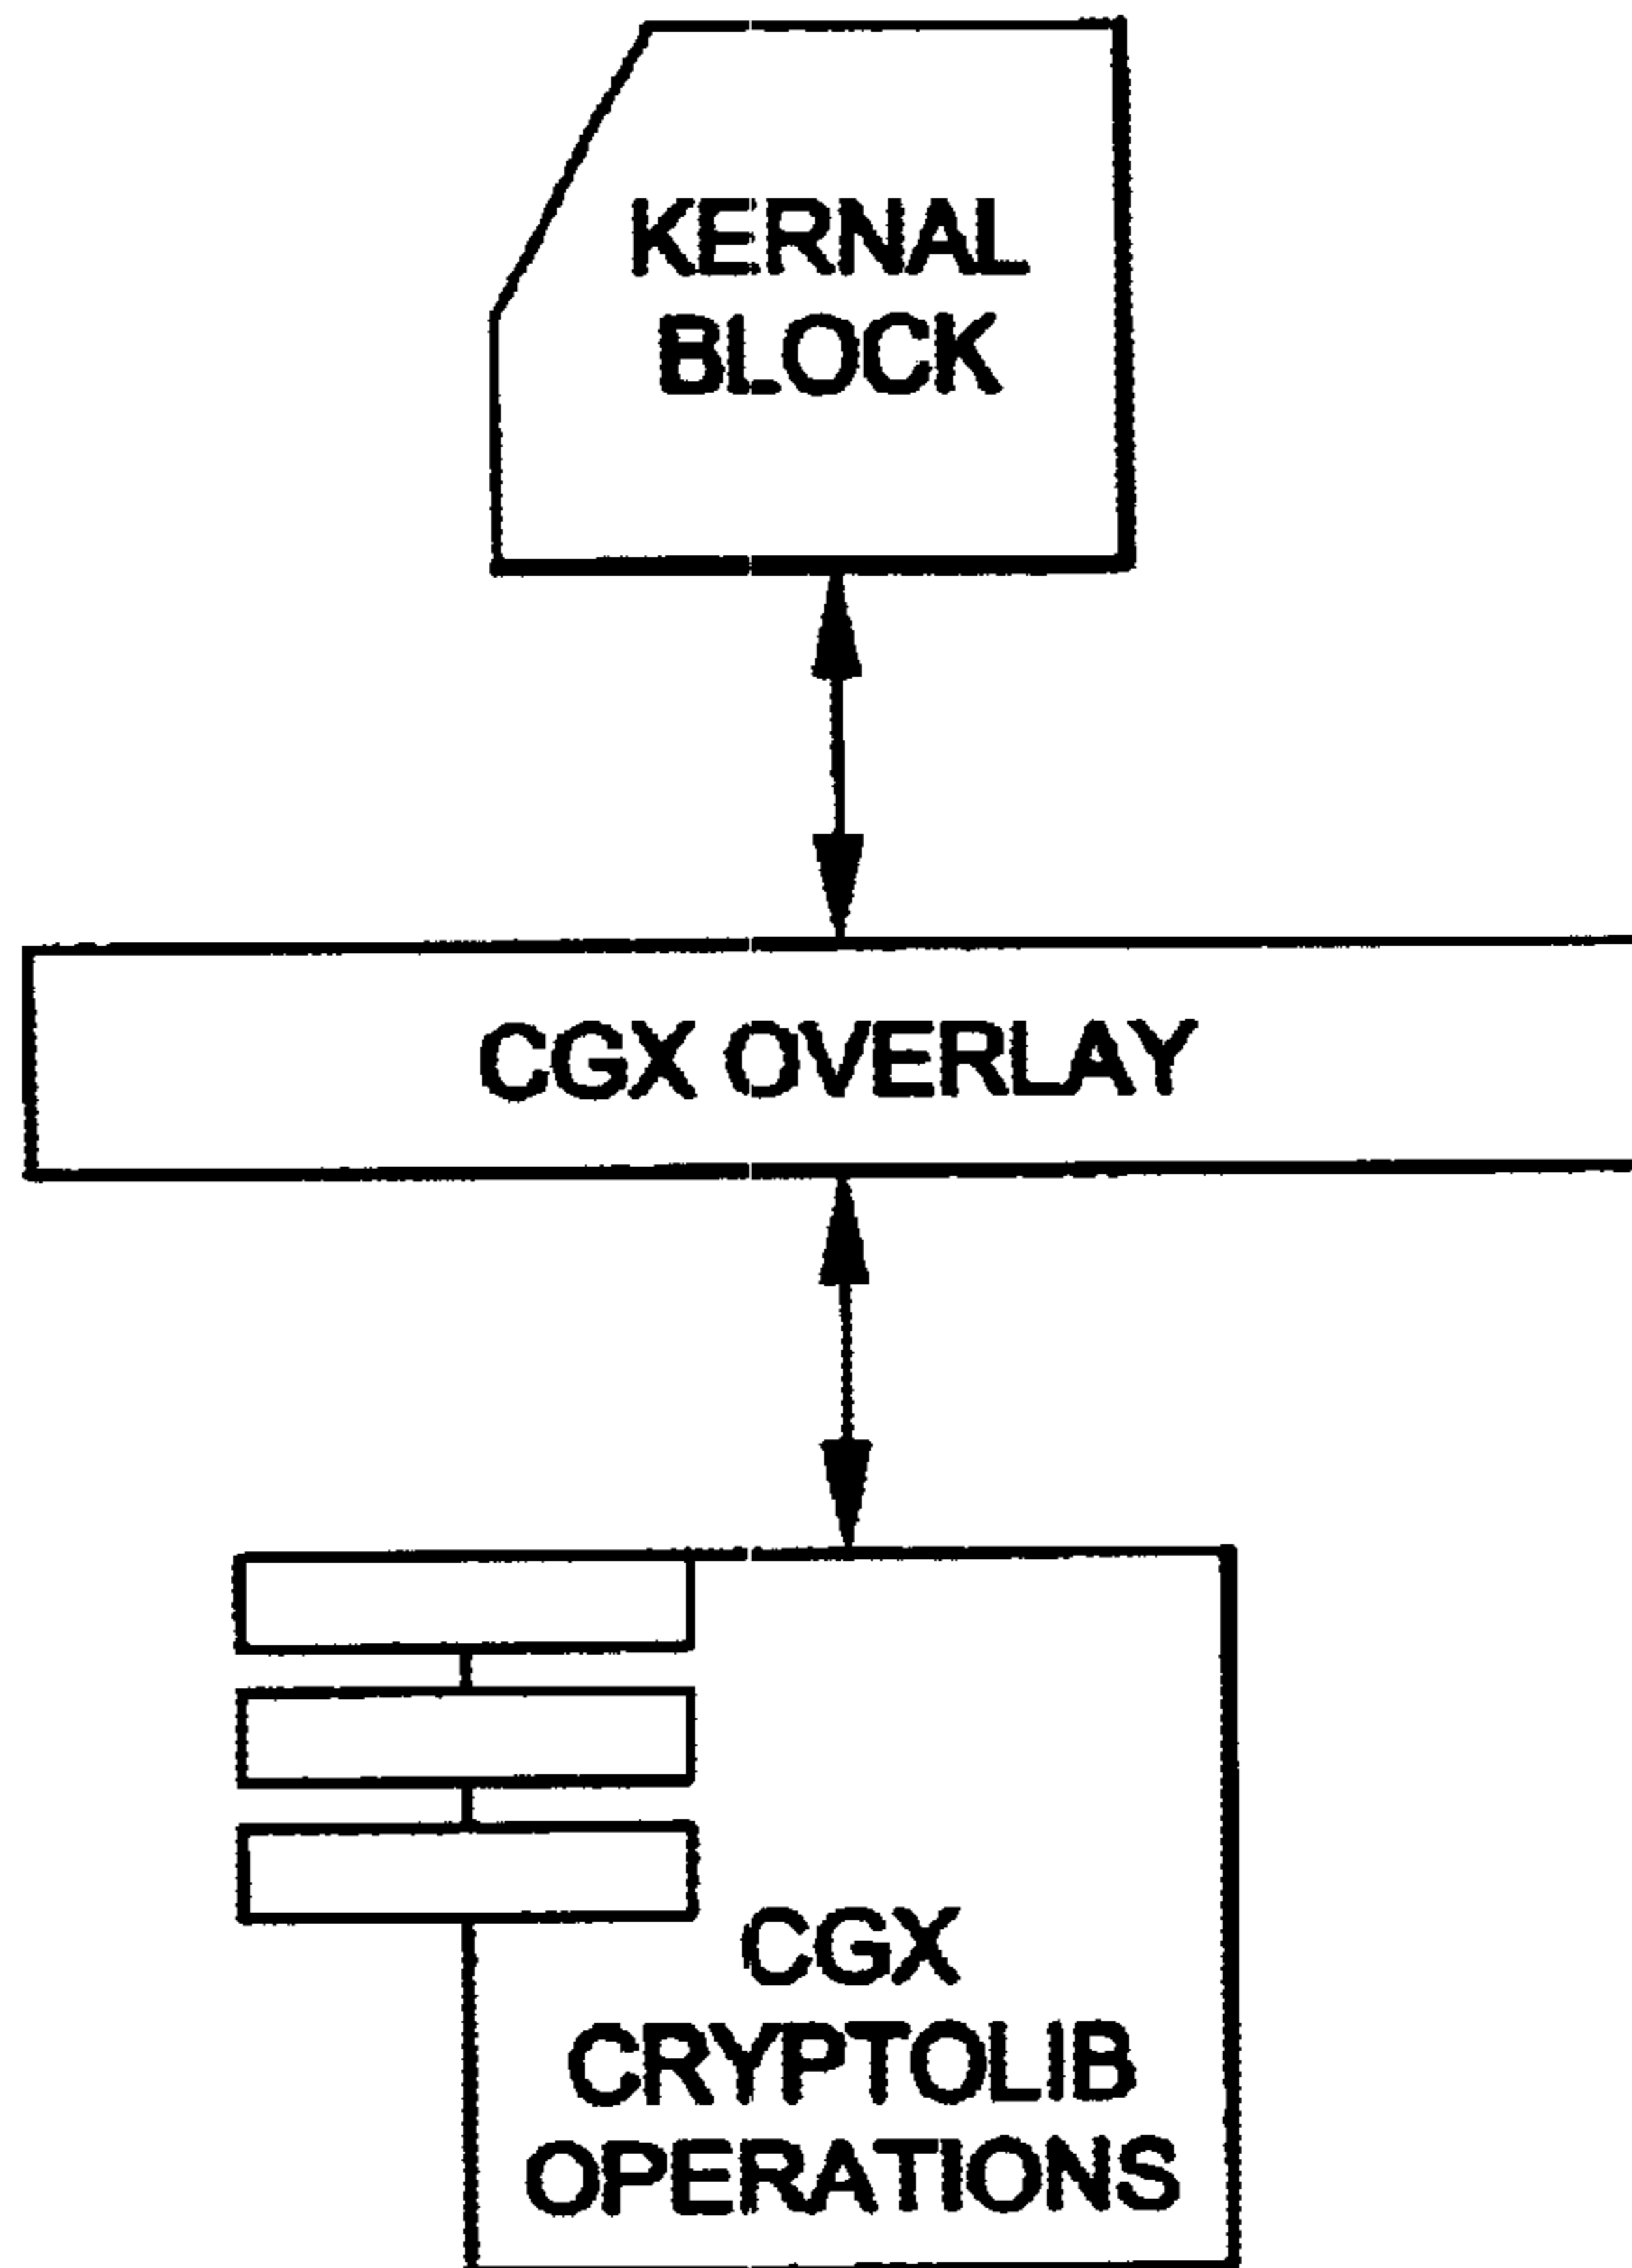 KERNAL
BLOCK
CGX OVERLAY
CGX
CRYPTOLIB
OPERATIONS